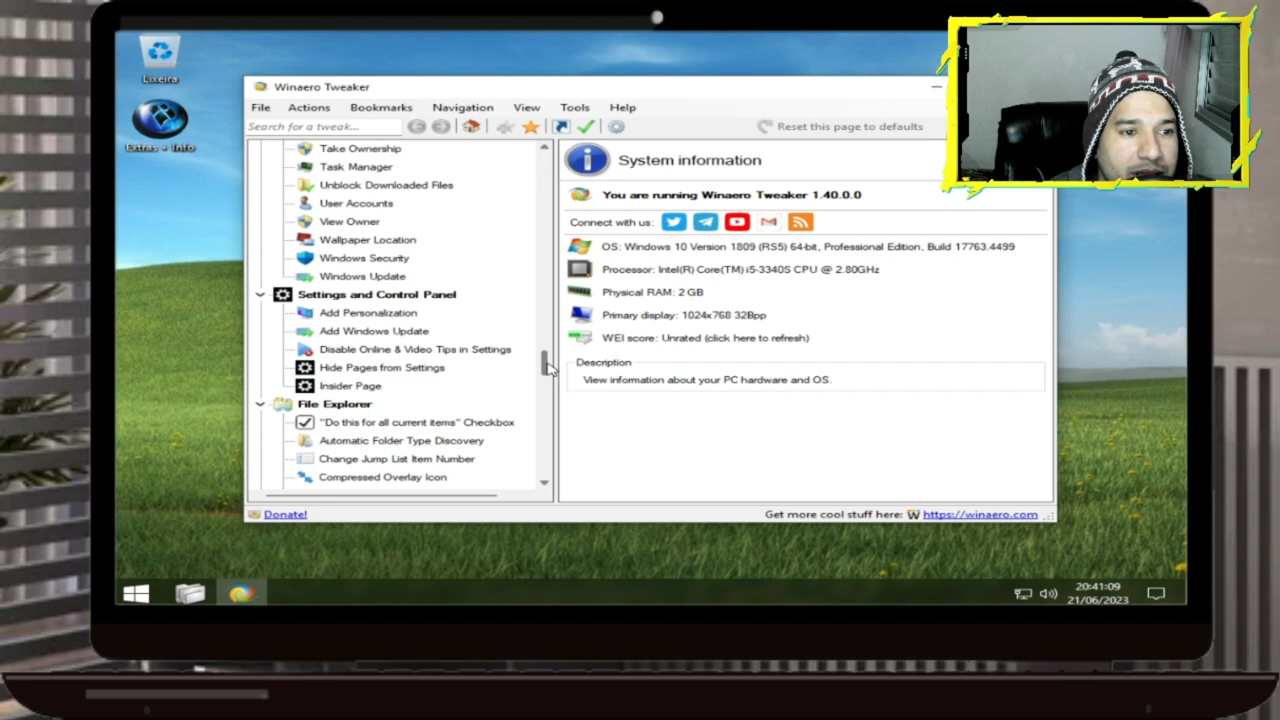 Lixeira
Extras + Info
Winaero Tweaker
File Actions Bookmarks Navigation View Tools Help
Search for a tweak...
Reset this page to defaults
Take Ownership
Task Manager
Unblock Downloaded Files
User Accounts
View Owner
Wallpaper Location
Windows Security
Windows Update
Settings and Control Panel
Add Personalization
Add Windows Update
Disable Online & Video Tips in Settings
Hide Pages from Settings
Insider Page
File Explorer
"Do this for all current items" Checkbox
Automatic Folder Type Discovery
Change Jump List Item Number
Compressed Overlay Icon
System information
You are running Winaero Tweaker 1.40.0.0
Connect with us:
OS: Windows 10 Version 1809 (RS5) 64-bit, Professional Edition, Build 17763.4499
Processor: Intel(R) Core(TM) i5-3340S CPU @ 2.80GHz
Physical RAM: 2 GB
Primary display: 1024x768 32Bpp
WEI score: Unrated (click here to refresh)
Description
View information about your PC hardware and OS.
Donate!
Get more cool stuff here: W https://winaero.com
20:41:09
21/06/2023